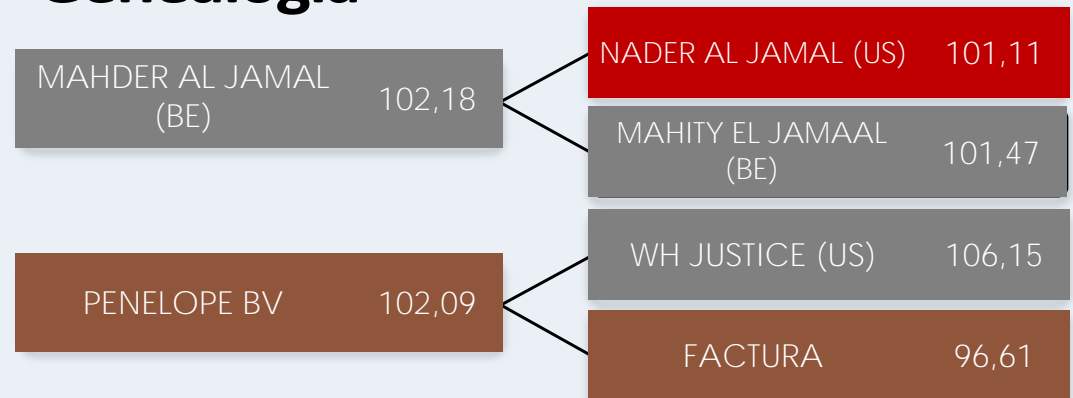 Genealogia
MAHDER AL JAMAL
(BE)
102,18
NADER AL JAMAL (US)
101,11
MAHITY EL JAMAAL
(BE)
101,47
PENELOPE BV
102,09
WH JUSTICE (US)
106,15
FACTURA
96,61